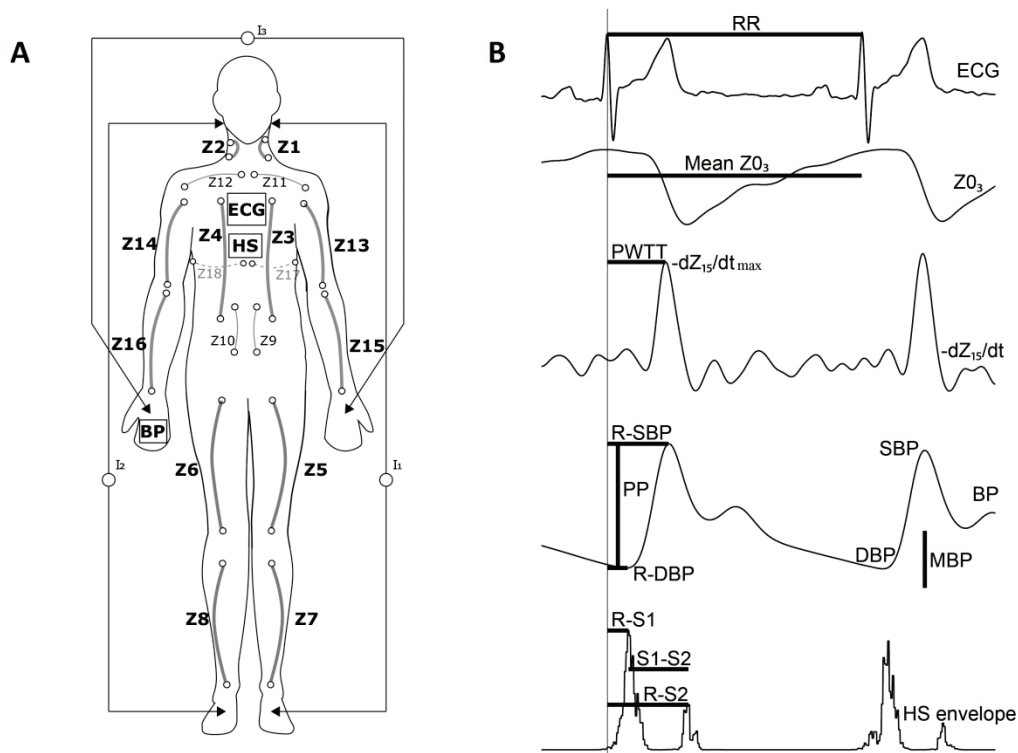 A
I₃
Z2
Z1
Z12
Z11
ECG
Z4
Z3
HS
Z14
Z13
Z18
Z17
Z10
Z9
Z16
Z15
BP
I₂
I₁
Z6
Z5
Z8
Z7
B
RR
ECG
Mean Z0₃
Z0₃
PWTT
-dZ₁₅/dtmax
-dZ₁₅/dt
R-SBP
SBP
PP
BP
DBP
MBP
R-DBP
R-S1
S1-S2
R-S2
HS envelope